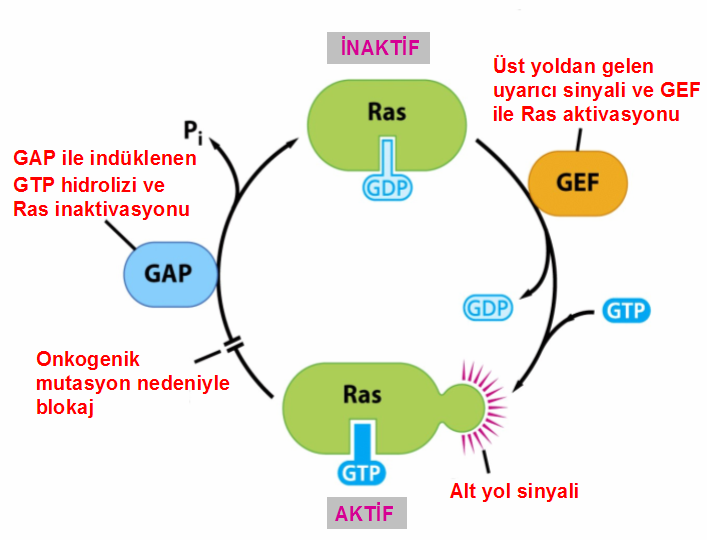 İNAKTİF
Ras
GDP
Üst yoldan gelen
uyarıcı sinyali ve GEF
ile Ras aktivasyonu
GEF
Pi
GAP ile indüklenen
GTP hidrolizi ve
Ras inaktivasyonu
GAP
GDP
GTP
Onkogenik
mutasyon nedeniyle
blokaj
Ras
GTP
Alt yol sinyali
AKTİF